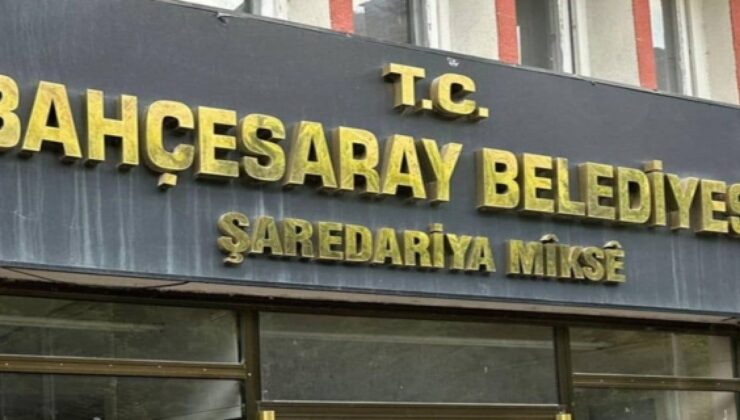 T.C.
BAHÇESARAY BELEDİYES
ŞAREDARİYA MÎKSÊ